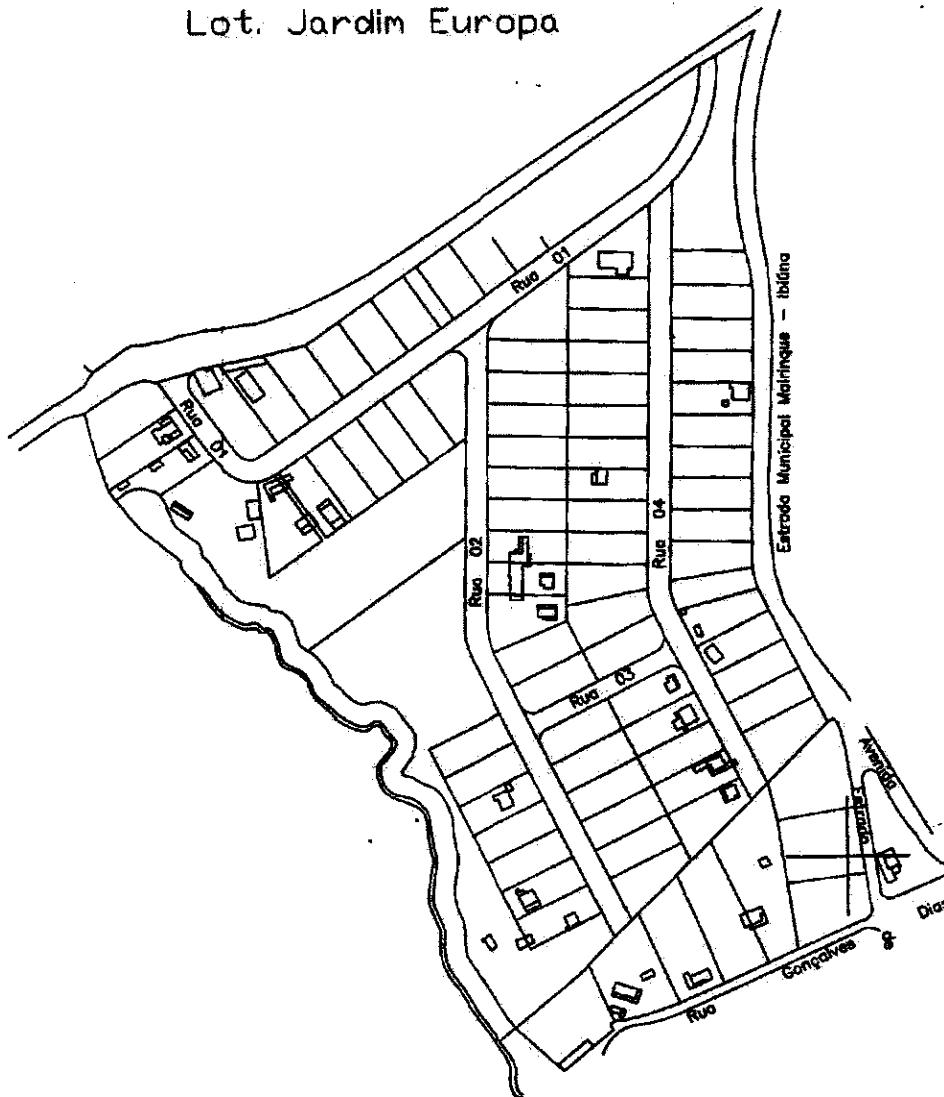 Lot. Jardim Europa
Rua 01
Rua 01
Estrada Municipal Mairinque - Ibiúna
Rua 04
Rua 02
Rua 03
Avenida
Estrada
Dias
Gonçalves
Rua